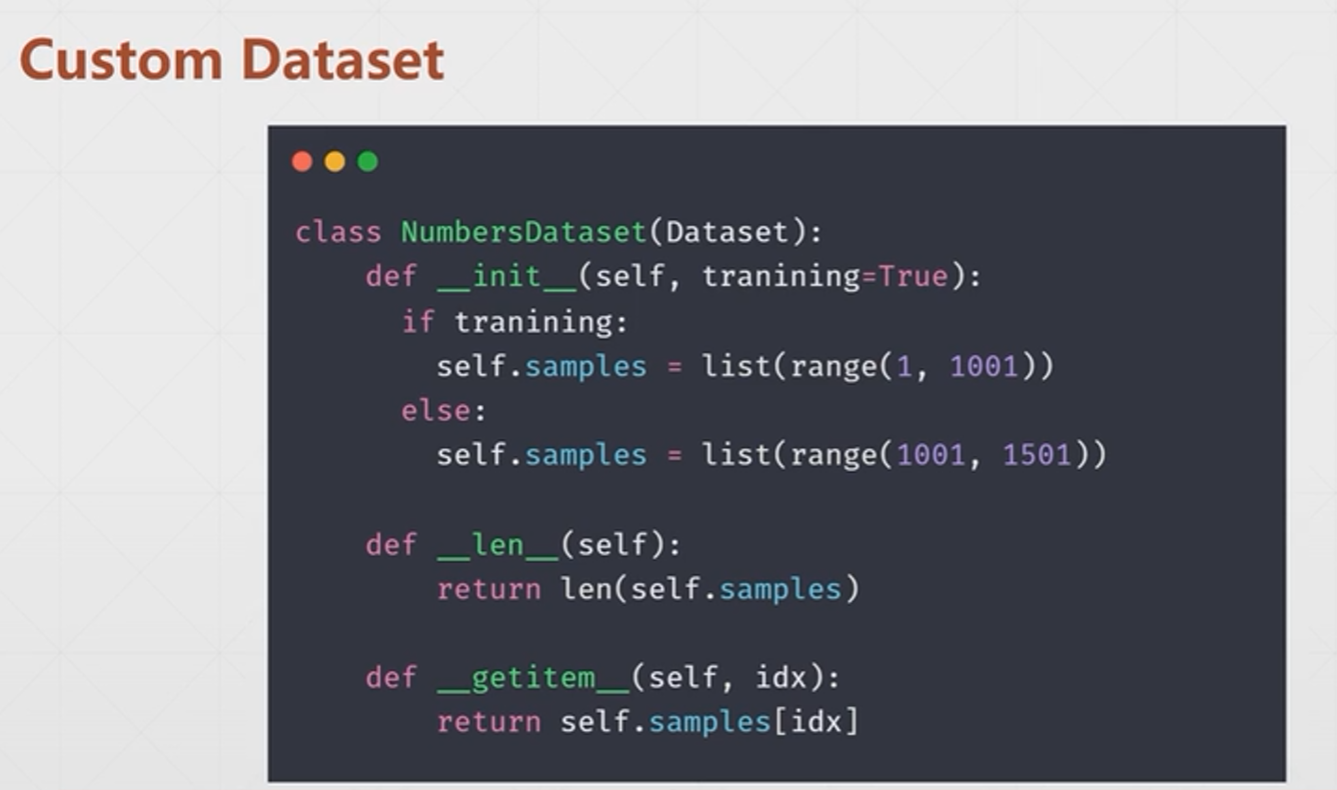 Custom Dataset
class NumbersDataset(Dataset):
    def __init__(self, tranining=True):
      if tranining:
        self.samples = list(range(1, 1001))
      else:
        self.samples = list(range(1001, 1501))

    def __len__(self):
        return len(self.samples)

    def __getitem__(self, idx):
        return self.samples[idx]